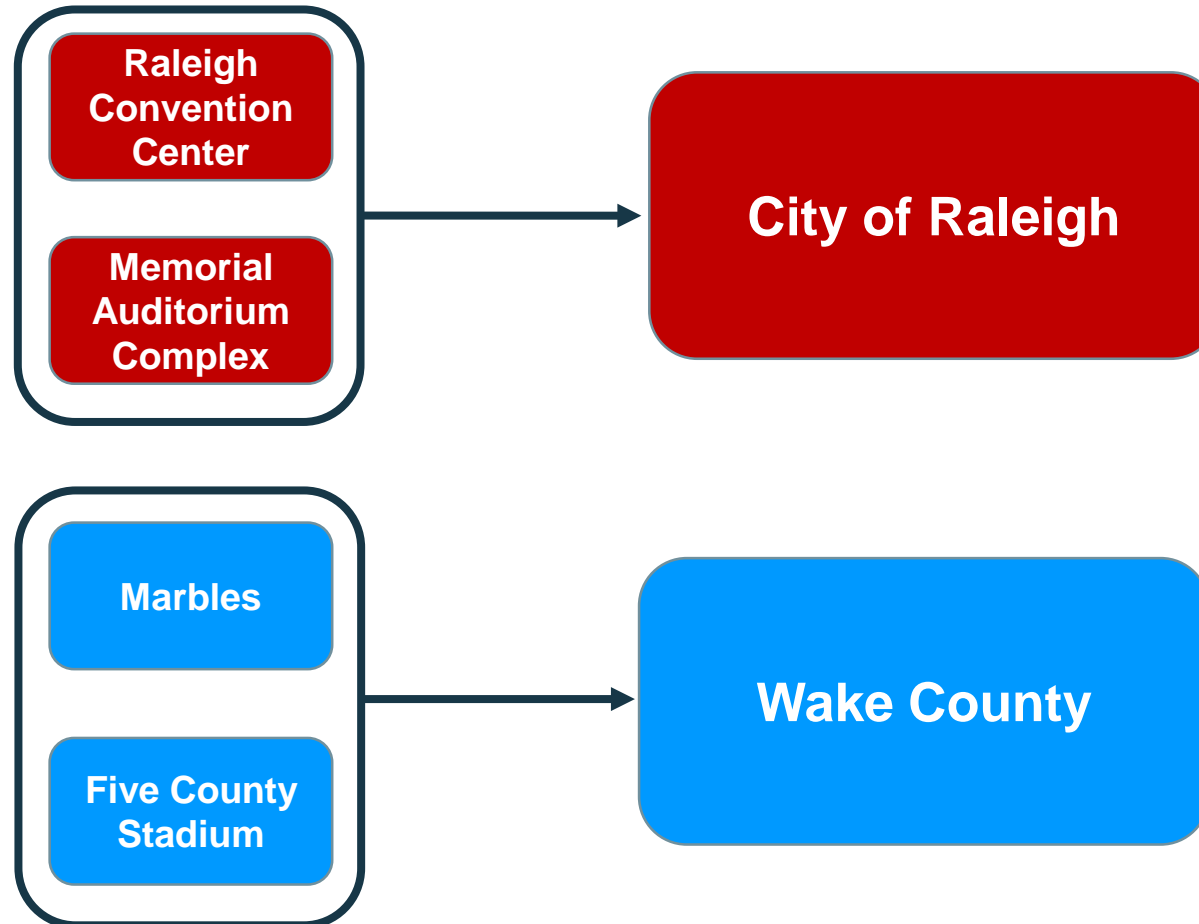 Raleigh
Convention
Center
Memorial
Auditorium
Complex
City of Raleigh
Marbles
Five County
Stadium
Wake County